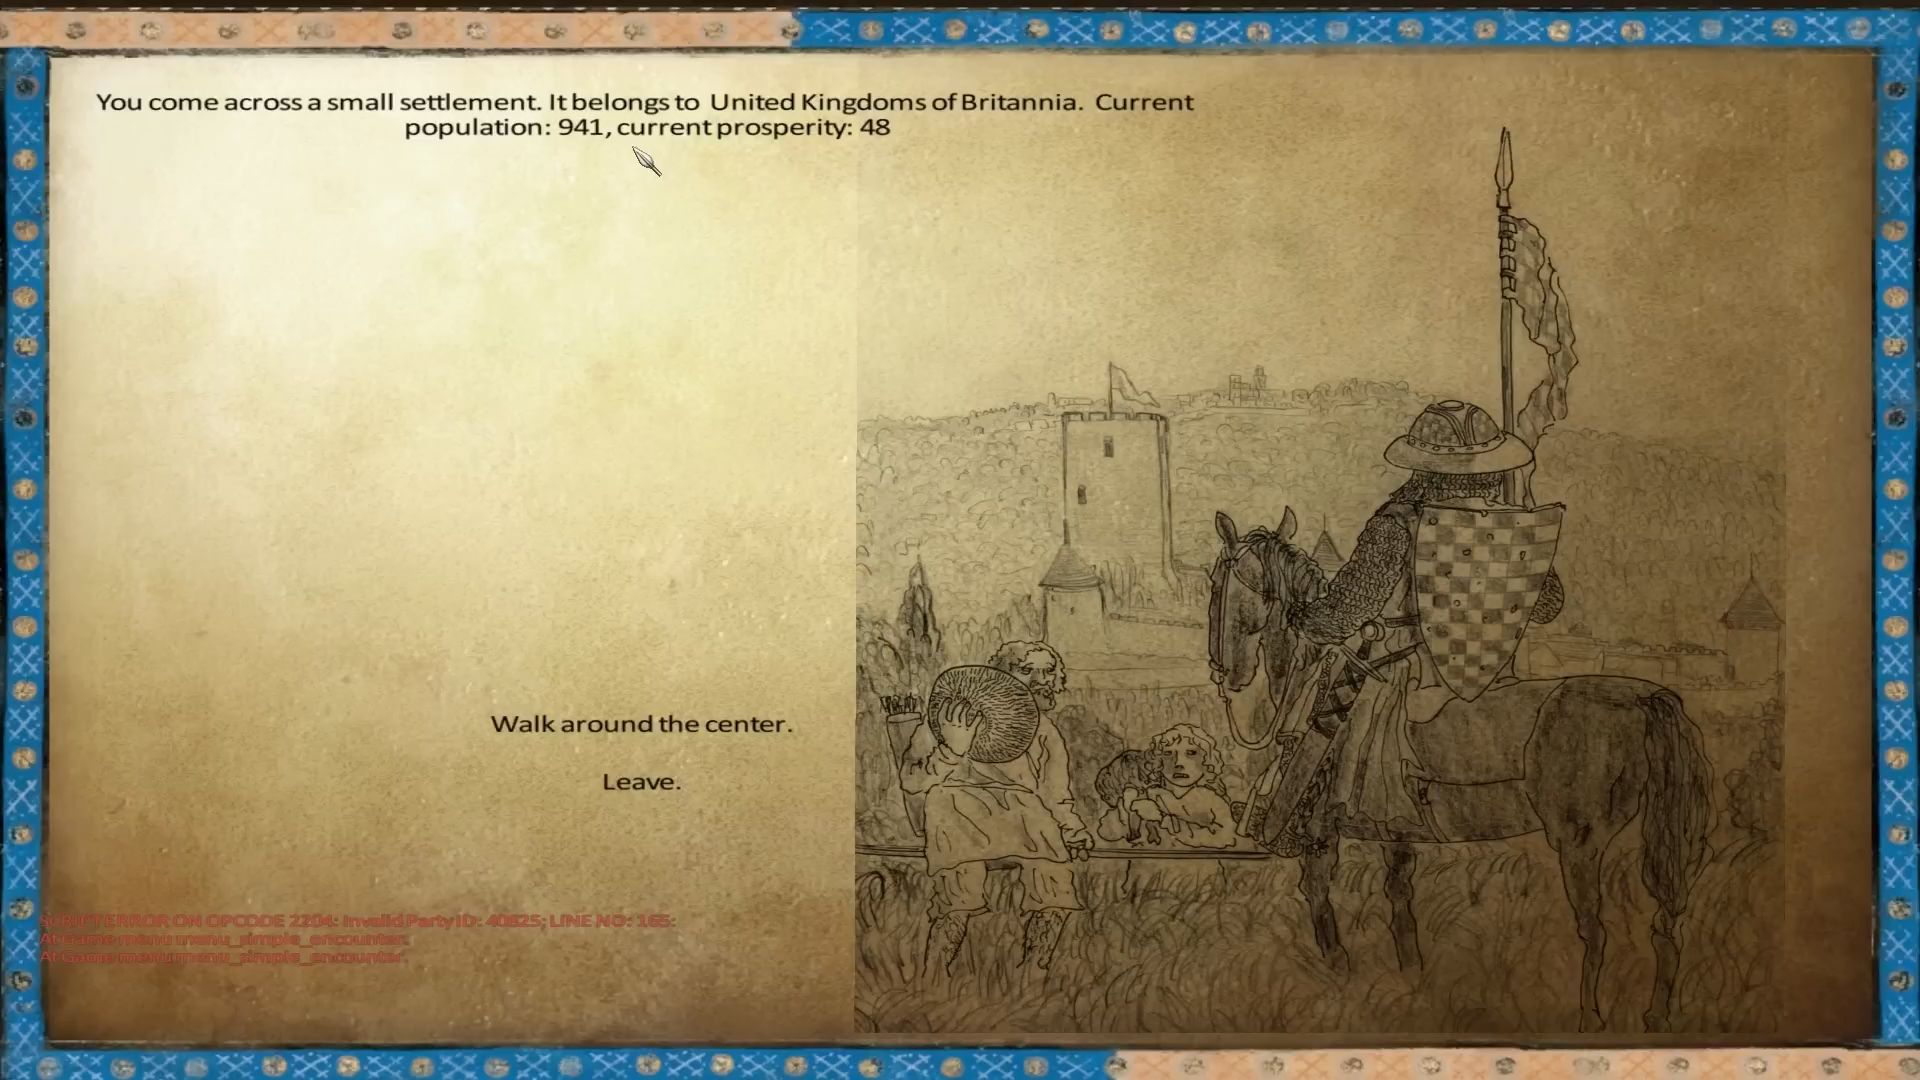 You come across a small settlement. It belongs to United Kingdoms of Britannia. Current
population: 941, current prosperity: 48
Walk around the center.
Leave.
SCRIPT ERROR ON OPCODE 2204: Invalid Party ID: 40825; LINE NO: 165:
At Game menu menu_simple_encounter.
At Game menu menu_simple_encounter.